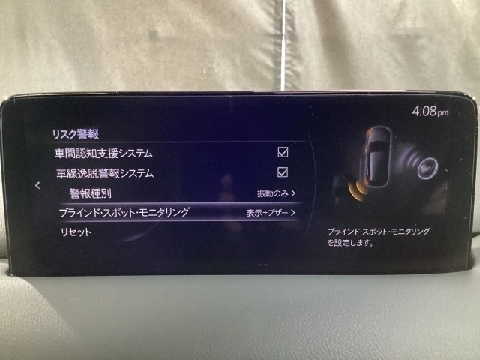 4:08pm
リスク警報
車間認知支援システム
車線逸脱警報システム
警報種別 振動のみ
ブラインド・スポット・モニタリング 表示+ブザー
リセット
ブラインド・スポット・モニタリング
を設定します。